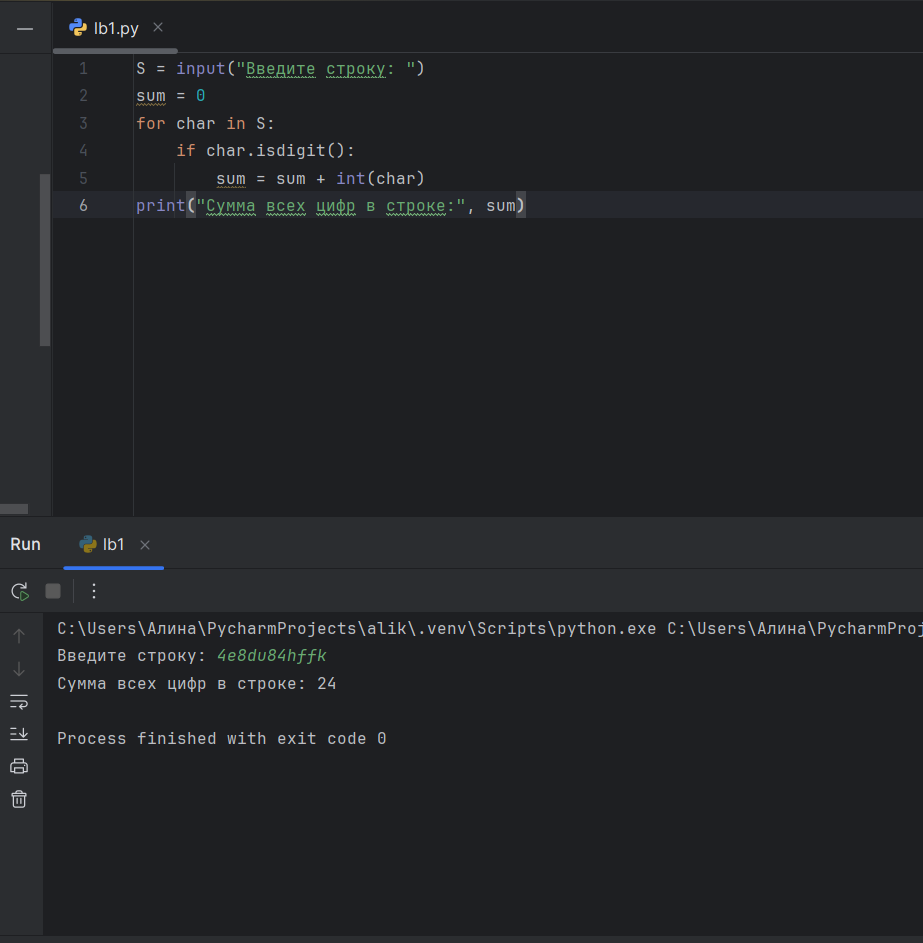 lb1.py
1 S = input("Введите строку: ")
2 sum = 0
3 for char in S:
4     if char.isdigit():
5         sum = sum + int(char)
6 print("Сумма всех цифр в строке:", sum)
Run lb1
C:\Users\Алина\PycharmProjects\alik\.venv\Scripts\python.exe C:\Users\Алина\PycharmProj
Введите строку: 4e8du84hffk
Сумма всех цифр в строке: 24
Process finished with exit code 0